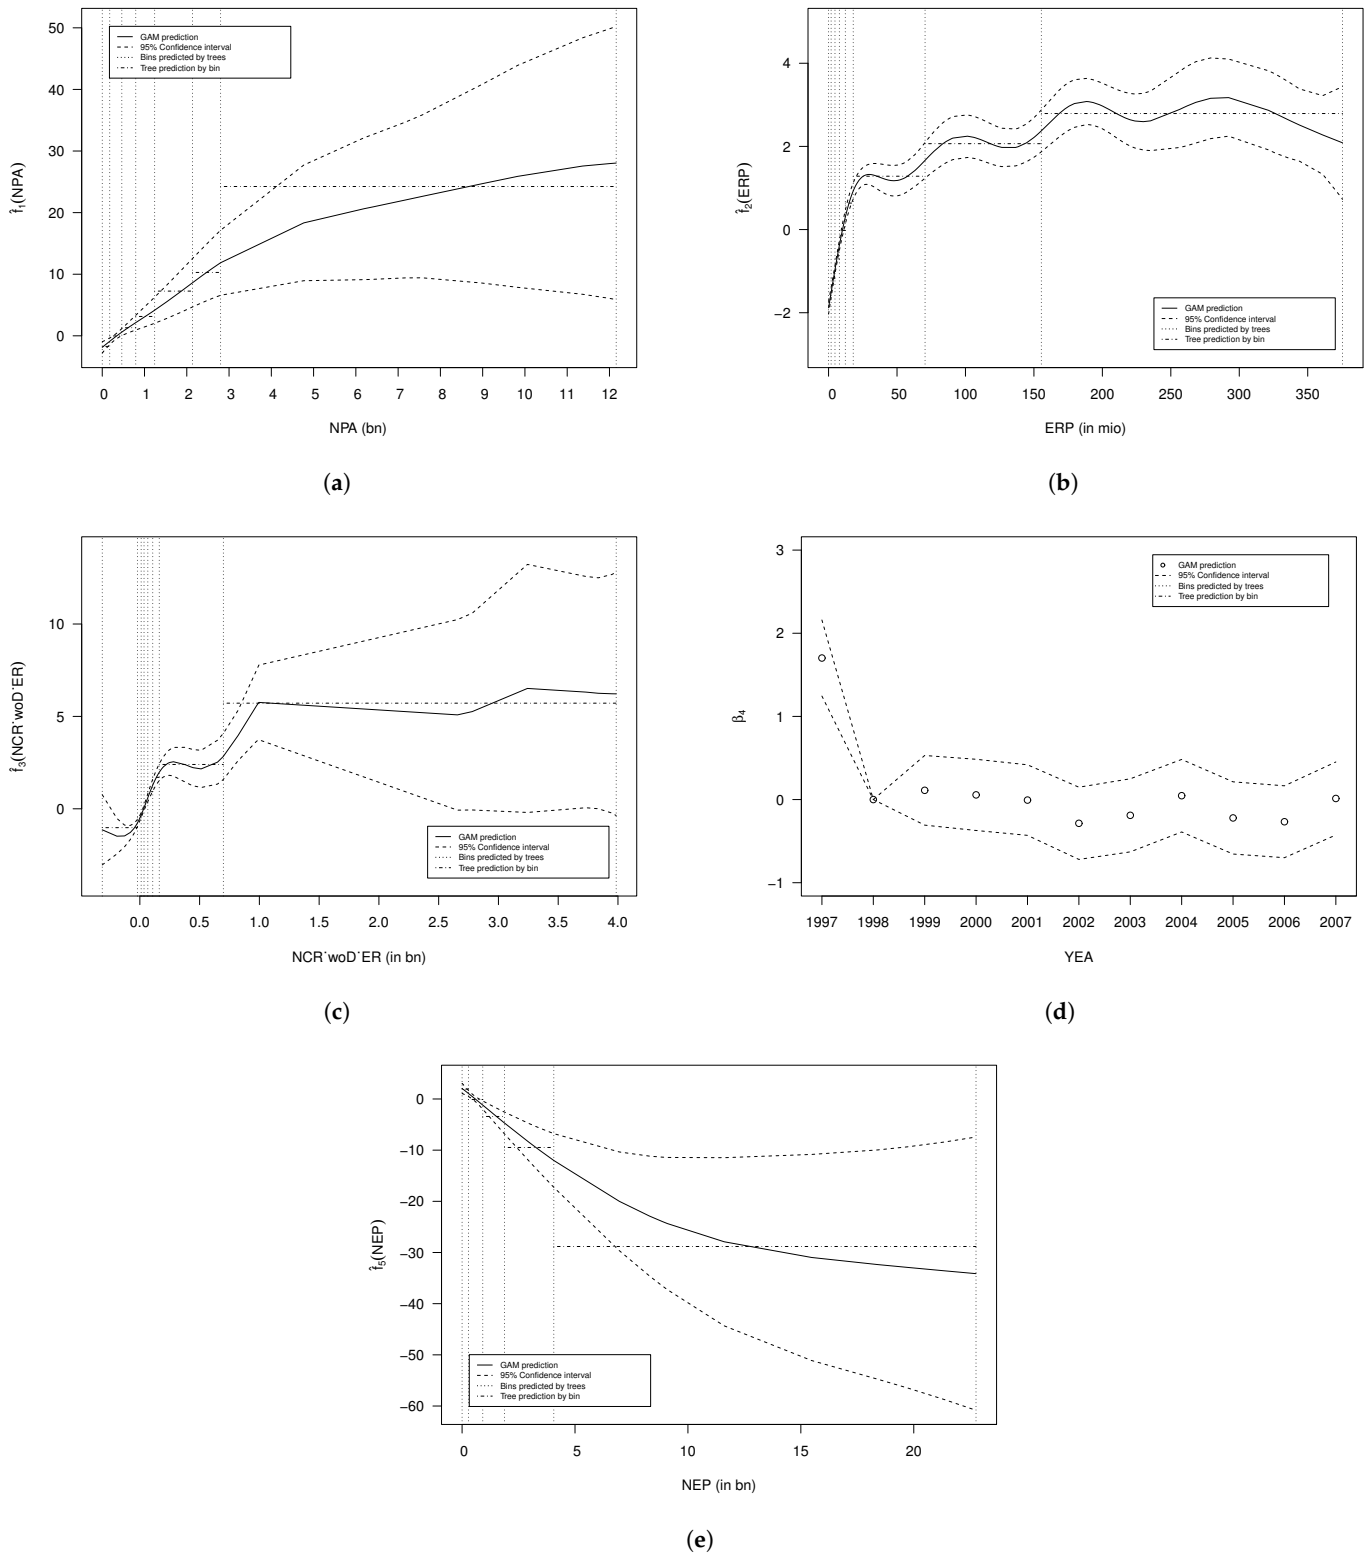 50
40
30
20
10
0
f̂₁(NPA)
GAM prediction
95% Confidence interval
Bins predicted by trees
Tree prediction by bin
0 1 2 3 4 5 6 7 8 9 10 11 12
NPA (bn)
(a)
4
2
0
−2
f̂₂(ERP)
GAM prediction
95% Confidence interval
Bins predicted by trees
Tree prediction by bin
0 50 100 150 200 250 300 350
ERP (in mio)
(b)
10
5
0
f̂₃(NCR˙woD˙ER)
GAM prediction
95% Confidence interval
Bins predicted by trees
Tree prediction by bin
0.0 0.5 1.0 1.5 2.0 2.5 3.0 3.5 4.0
NCR˙woD˙ER (in bn)
(c)
3
2
1
0
−1
β₄
GAM prediction
95% Confidence interval
Bins predicted by trees
Tree prediction by bin
1997 1998 1999 2000 2001 2002 2003 2004 2005 2006 2007
YEA
(d)
0
−10
−20
−30
−40
−50
−60
f̂₅(NEP)
GAM prediction
95% Confidence interval
Bins predicted by trees
Tree prediction by bin
0 5 10 15 20
NEP (in bn)
(e)